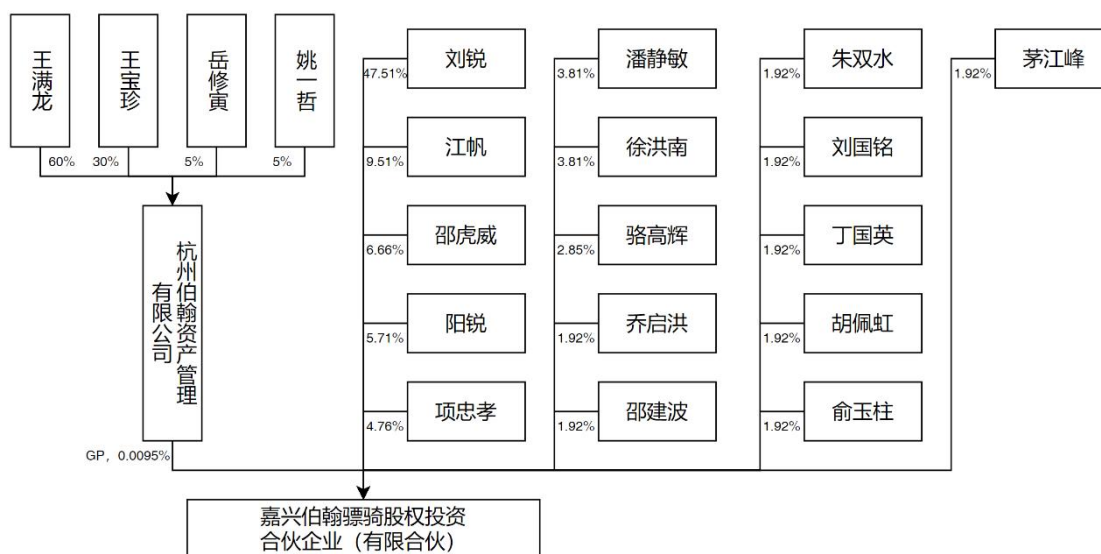 王满龙
王宝珍
岳修寅
姚一哲
60%
30%
5%
5%
杭州伯翰资产管理
有限公司
GP，0.0095%
刘锐
47.51%
江帆
9.51%
邵虎威
6.66%
阳锐
5.71%
项忠孝
4.76%
潘静敏
3.81%
徐洪南
3.81%
骆高辉
2.85%
乔启洪
1.92%
邵建波
1.92%
朱双水
1.92%
刘国铭
1.92%
丁国英
1.92%
胡佩虹
1.92%
俞玉柱
1.92%
茅江峰
1.92%
嘉兴伯翰骠骑股权投资
合伙企业（有限合伙）